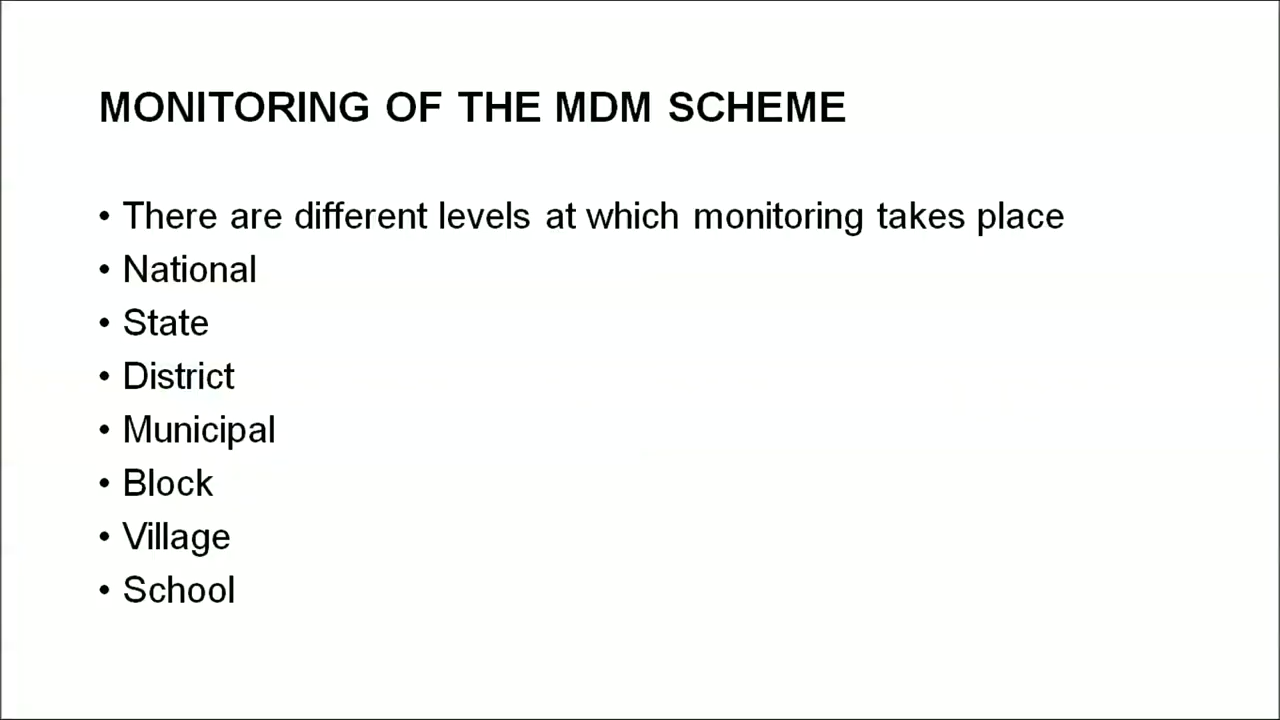 MONITORING OF THE MDM SCHEME
• There are different levels at which monitoring takes place
• National
• State
• District
• Municipal
• Block
• Village
• School